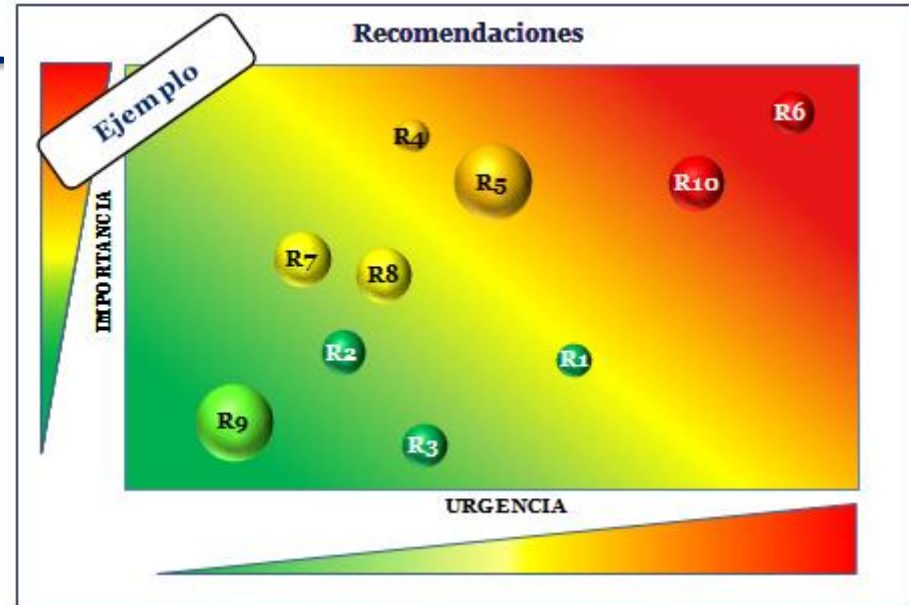 Recomendaciones
Ejemplo
IMPORTANCIA
R6
R4
R5
R10
R7
R8
R2
R1
R9
R3
URGENCIA